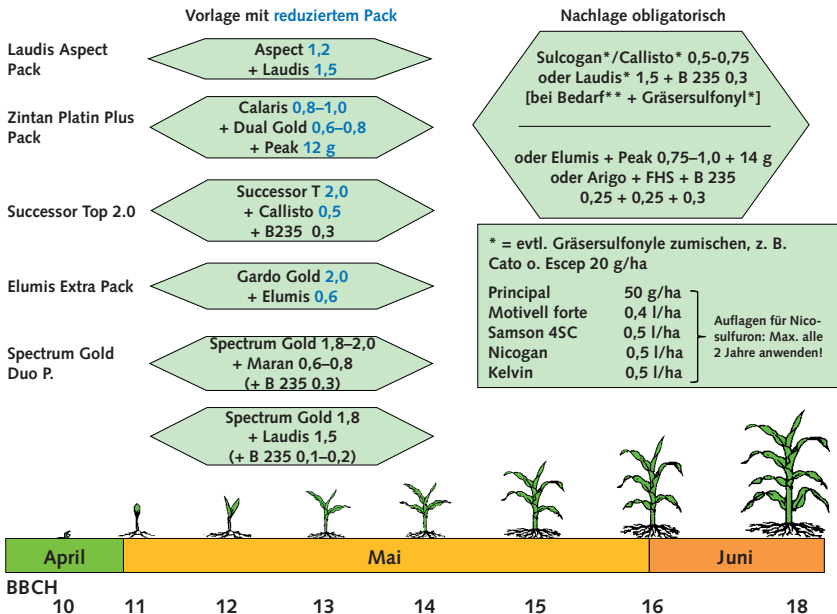 Vorlage mit reduziertem Pack
Laudis Aspect
Pack
Aspect 1,2
+ Laudis 1,5
Zintan Platin Plus
Pack
Calaris 0,8–1,0
+ Dual Gold 0,6–0,8
+ Peak 12 g
Successor Top 2.0
Successor T 2,0
+ Callisto 0,5
+ B235 0,3
Elumis Extra Pack
Gardo Gold 2,0
+ Elumis 0,6
Spectrum Gold
Duo P.
Spectrum Gold 1,8–2,0
+ Maran 0,6–0,8
(+ B 235 0,3)
Spectrum Gold 1,8
+ Laudis 1,5
(+ B 235 0,1–0,2)
Nachlage obligatorisch
Sulcogan*/Callisto* 0,5-0,75
oder Laudis* 1,5 + B 235 0,3
[bei Bedarf** + Gräsersulfonyl*]
oder Elumis + Peak 0,75–1,0 + 14 g
oder Arigo + FHS + B 235
0,25 + 0,25 + 0,3
* = evtl. Gräsersulfonyle zumischen, z. B.
Cato o. Escep 20 g/ha
Principal 50 g/ha
Motivell forte 0,4 l/ha
Samson 4SC 0,5 l/ha
Nicogan 0,5 l/ha
Kelvin 0,5 l/ha
Auflagen für Nico-
sulfuron: Max. alle
2 Jahre anwenden!
April Mai Juni
BBCH
10 11 12 13 14 15 16 18